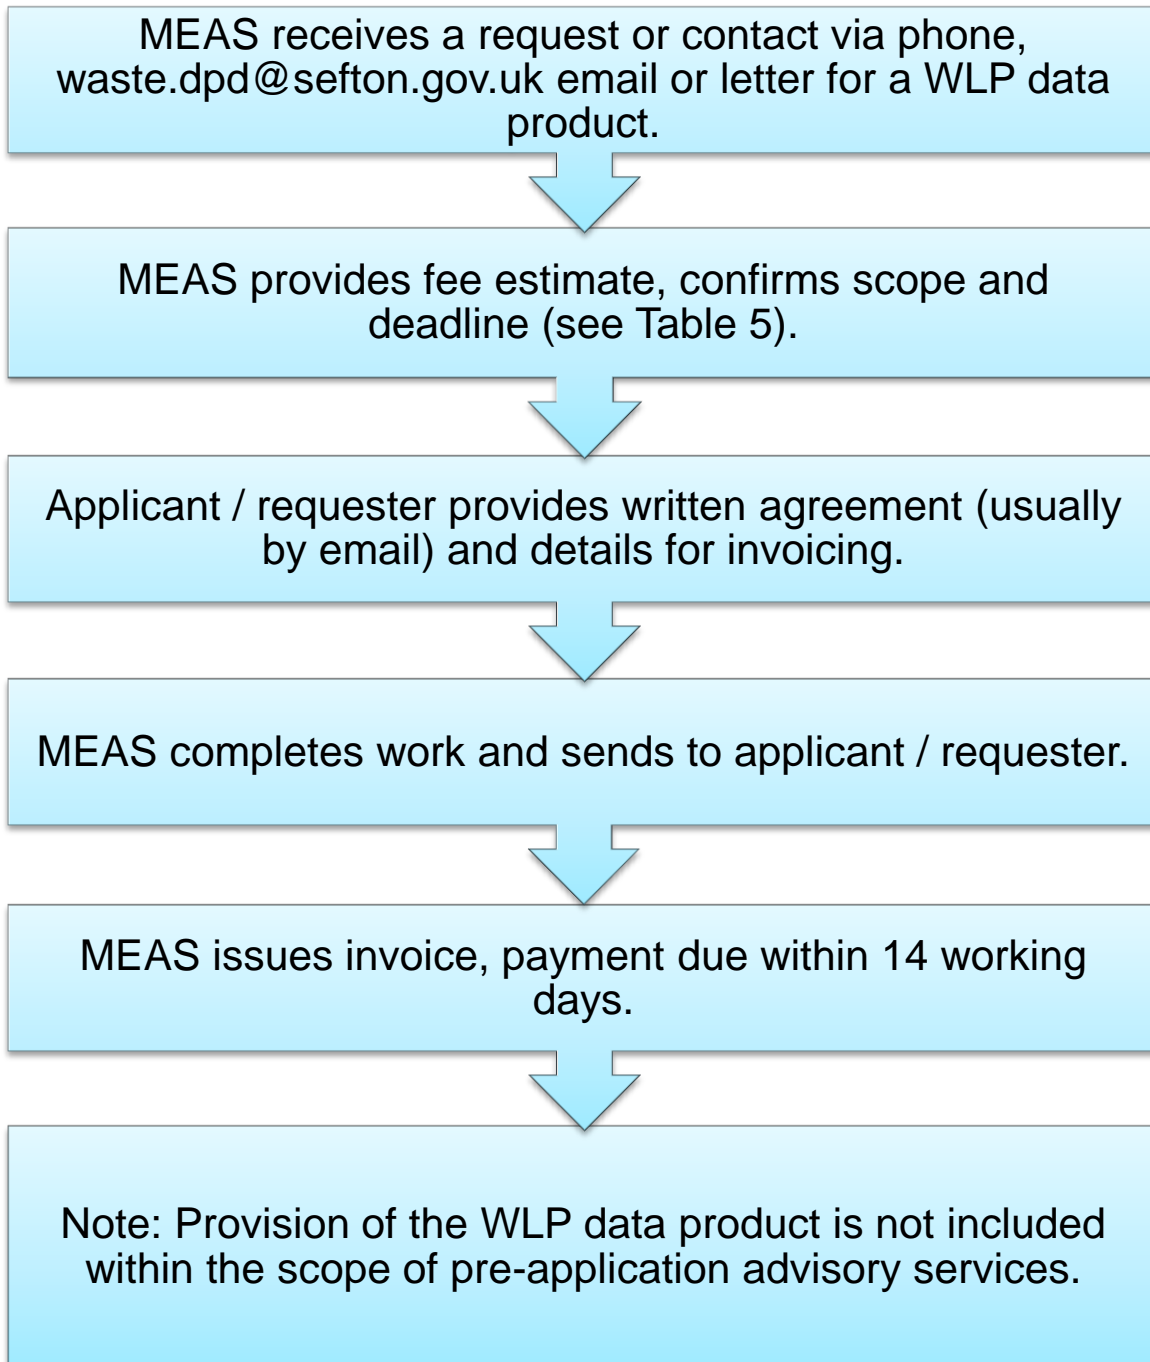 MEAS receives a request or contact via phone,
waste.dpd@sefton.gov.uk email or letter for a WLP data
product.
MEAS provides fee estimate, confirms scope and
deadline (see Table 5).
Applicant / requester provides written agreement (usually
by email) and details for invoicing.
MEAS completes work and sends to applicant / requester.
MEAS issues invoice, payment due within 14 working
days.
Note: Provision of the WLP data product is not included
within the scope of pre-application advisory services.